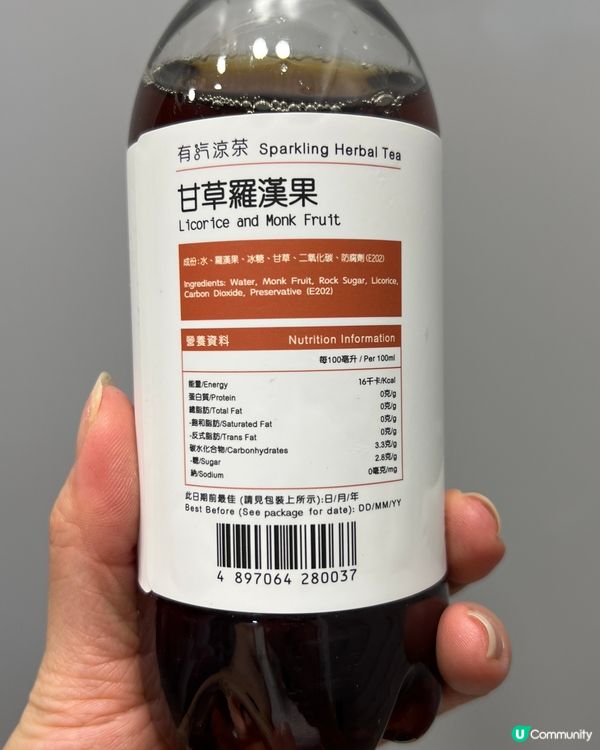 有汽涼茶 Sparkling Herbal Tea
甘草羅漢果
Licorice and Monk Fruit
成份:水、羅漢果、冰糖、甘草、二氧化碳、防腐劑(E202)
Ingredients: Water, Monk Fruit, Rock Sugar, Licorice,
Carbon Dioxide, Preservative (E202)
營養資料 Nutrition Information
每100毫升 / Per 100ml
能量/Energy 16千卡/Kcal
蛋白質/Protein 0克/g
總脂肪/Total Fat 0克/g
-飽和脂肪/Saturated Fat 0克/g
-反式脂肪/Trans Fat 0克/g
碳水化合物/Carbonhydrates 3.3克/g
-糖/Sugar 2.8克/g
鈉/Sodium 0毫克/mg
此日期前最佳 (請見包裝上所示):日/月/年
Best Before (See package for date): DD/MM/YY
4 897064 280037
U Community